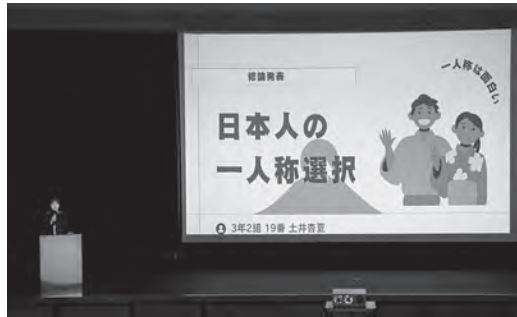 修論発表
一人称は面白い
日本人の
一人称選択
3年2組 19番 土井杏夏